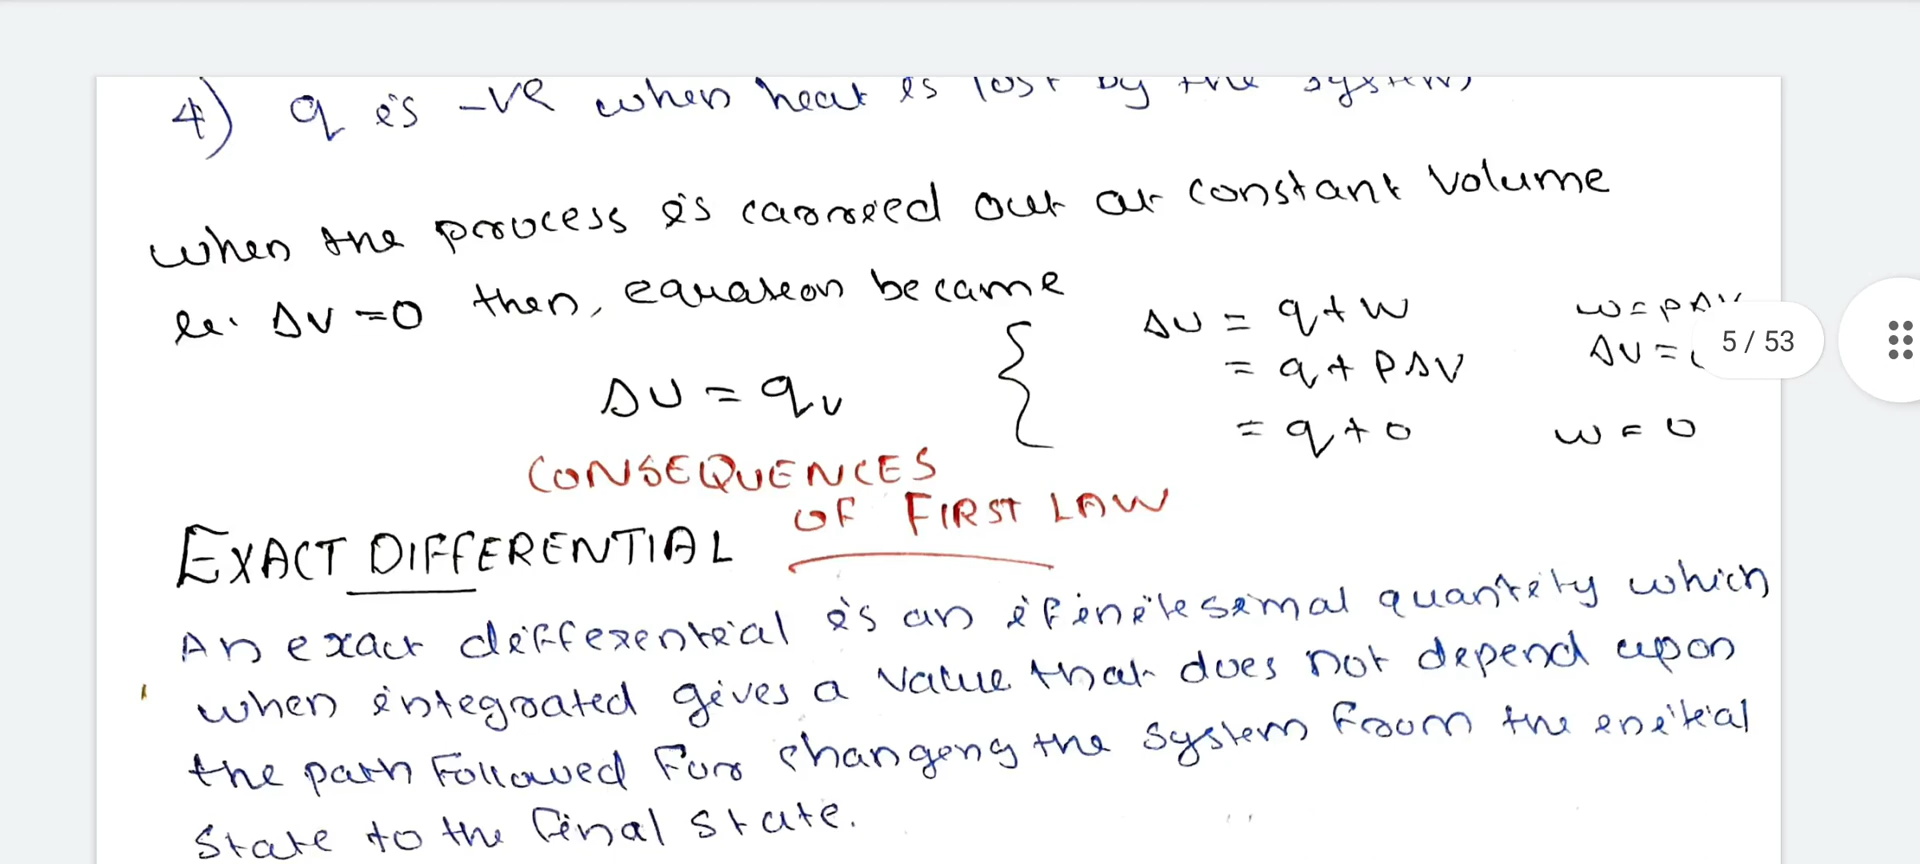 4) q is -ve when heat is lost by the system
When the process is carried out at constant volume
ie. ΔV = 0 then, equation became
ΔU = qv
{ ΔU = q + w
= q + PΔV
= q + 0
w = PΔV
ΔV =
5 / 53
w = 0
CONSEQUENCES
OF FIRST LAW
EXACT DIFFERENTIAL
An exact differential is an ifinitesimal quantity which
when integrated gives a value that does not depend upon
the path followed for changing the system from the initial
state to the final state.